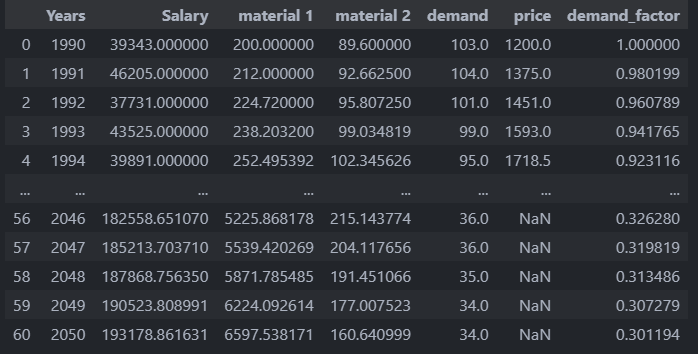 Years Salary material 1 material 2 demand price demand_factor
0 1990 39343.000000 200.000000 89.600000 103.0 1200.0 1.000000
1 1991 46205.000000 212.000000 92.662500 104.0 1375.0 0.980199
2 1992 37731.000000 224.720000 95.807250 101.0 1451.0 0.960789
3 1993 43525.000000 238.203200 99.034819 99.0 1593.0 0.941765
4 1994 39891.000000 252.495392 102.345626 95.0 1718.5 0.923116
... ... ... ... ... ... ... ...
56 2046 182558.651070 5225.868178 215.143774 36.0 NaN 0.326280
57 2047 185213.703710 5539.420269 204.117656 36.0 NaN 0.319819
58 2048 187868.756350 5871.785485 191.451066 35.0 NaN 0.313486
59 2049 190523.808991 6224.092614 177.007523 34.0 NaN 0.307279
60 2050 193178.861631 6597.538171 160.640999 34.0 NaN 0.301194